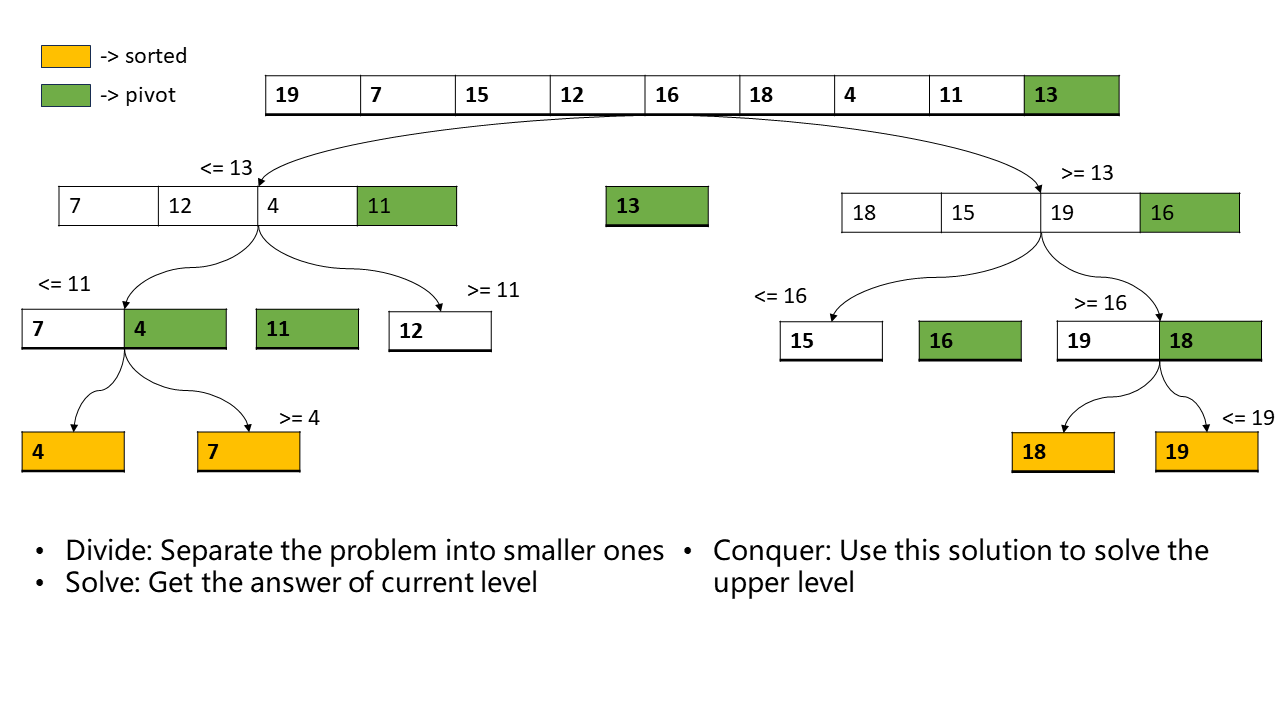 -> sorted
-> pivot
19 7 15 12 16 18 4 11 13
<= 13
>= 13
7 12 4 11
13
18 15 19 16
<= 11
>= 11
<= 16
>= 16
7 4
11
12
15
16
19 18
>= 4
<= 19
4
7
18
19
• Divide: Separate the problem into smaller ones
• Solve: Get the answer of current level
• Conquer: Use this solution to solve the
upper level